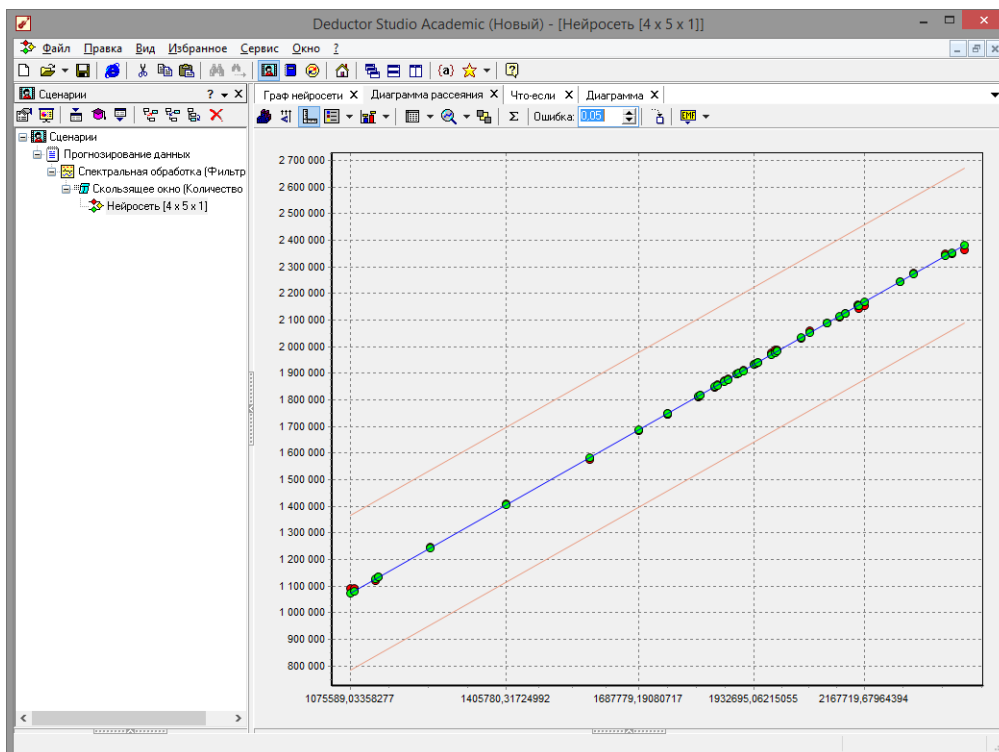 Deductor Studio Academic (Новый) - [Нейросеть [4 x 5 x 1]]
Файл Правка Вид Избранное Сервис Окно ?
Сценарии
Граф нейросети X Диаграмма рассеяния X Что-если X Диаграмма X
Σ Ошибка: 0,05 EMF
Сценарии
Прогнозирование данных
Спектральная обработка (Фильтр
Скользящее окно (Количество
Нейросеть [4 x 5 x 1]
2 700 000
2 600 000
2 500 000
2 400 000
2 300 000
2 200 000
2 100 000
2 000 000
1 900 000
1 800 000
1 700 000
1 600 000
1 500 000
1 400 000
1 300 000
1 200 000
1 100 000
1 000 000
900 000
800 000
1075589,03358277 1405780,31724992 1687779,19080717 1932695,06215055 2167719,67964394